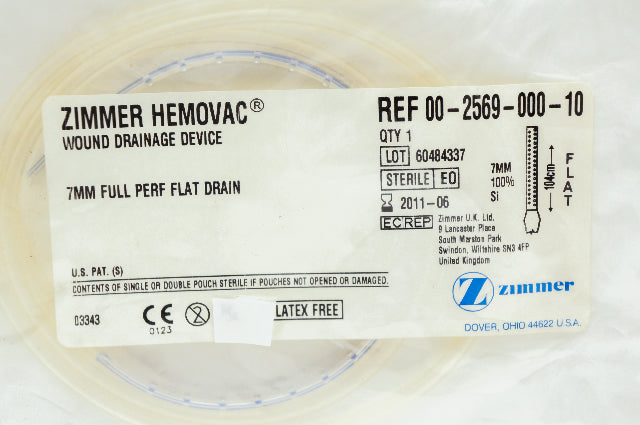 ZIMMER HEMOVAC®
WOUND DRAINAGE DEVICE
7MM FULL PERF FLAT DRAIN
U.S. PAT. (S)
CONTENTS OF SINGLE OR DOUBLE POUCH STERILE IF POUCHES NOT OPENED OR DAMAGED.
03343
CE
0123
2
LATEX FREE
REF 00-2569-000-10
QTY 1
LOT 60484337
STERILE EO
2011-06
EC REP
Zimmer U.K. Ltd.
9 Lancaster Place
South Marston Park
Swindon, Wiltshire SN3 4FP
United Kingdom
7MM
100%
Si
104cm
FLAT
Z zimmer
DOVER, OHIO 44622 U.S.A.